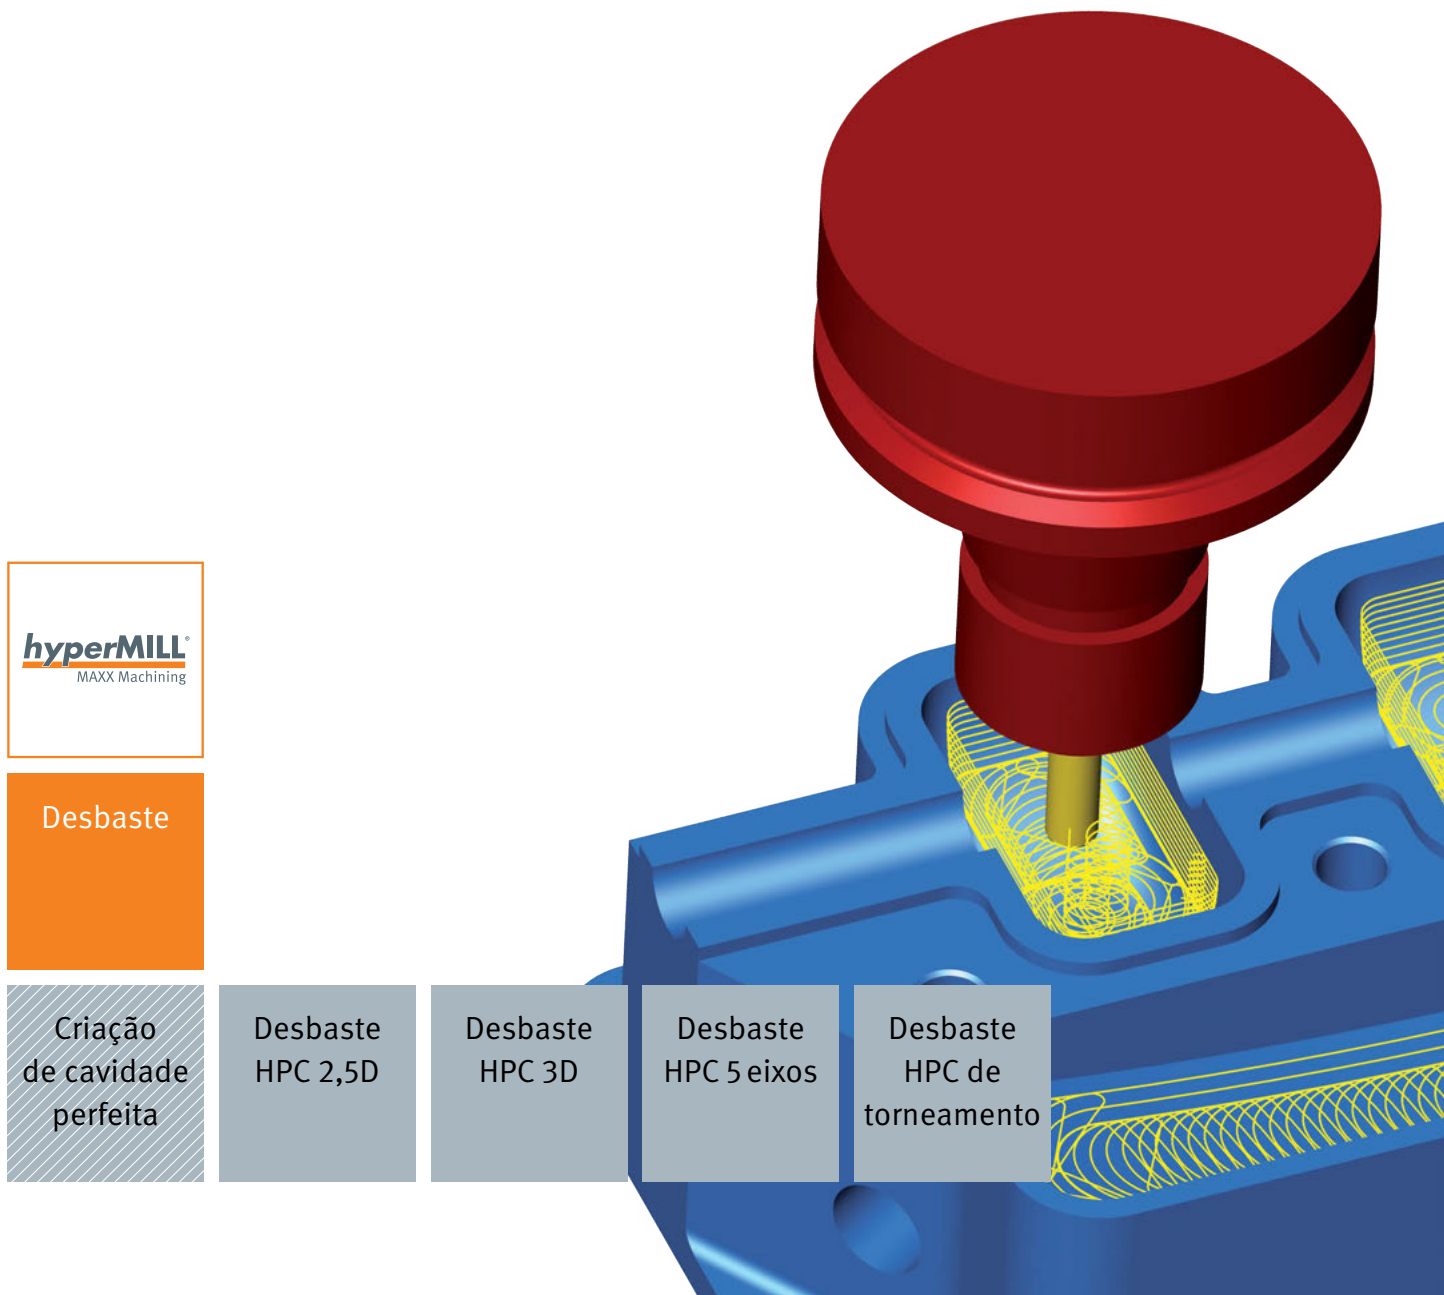 hyperMILL®
MAXX Machining
Desbaste
Criação
de cavidade
perfeita
Desbaste
HPC 2,5D
Desbaste
HPC 3D
Desbaste
HPC 5 eixos
Desbaste
HPC de
torneamento